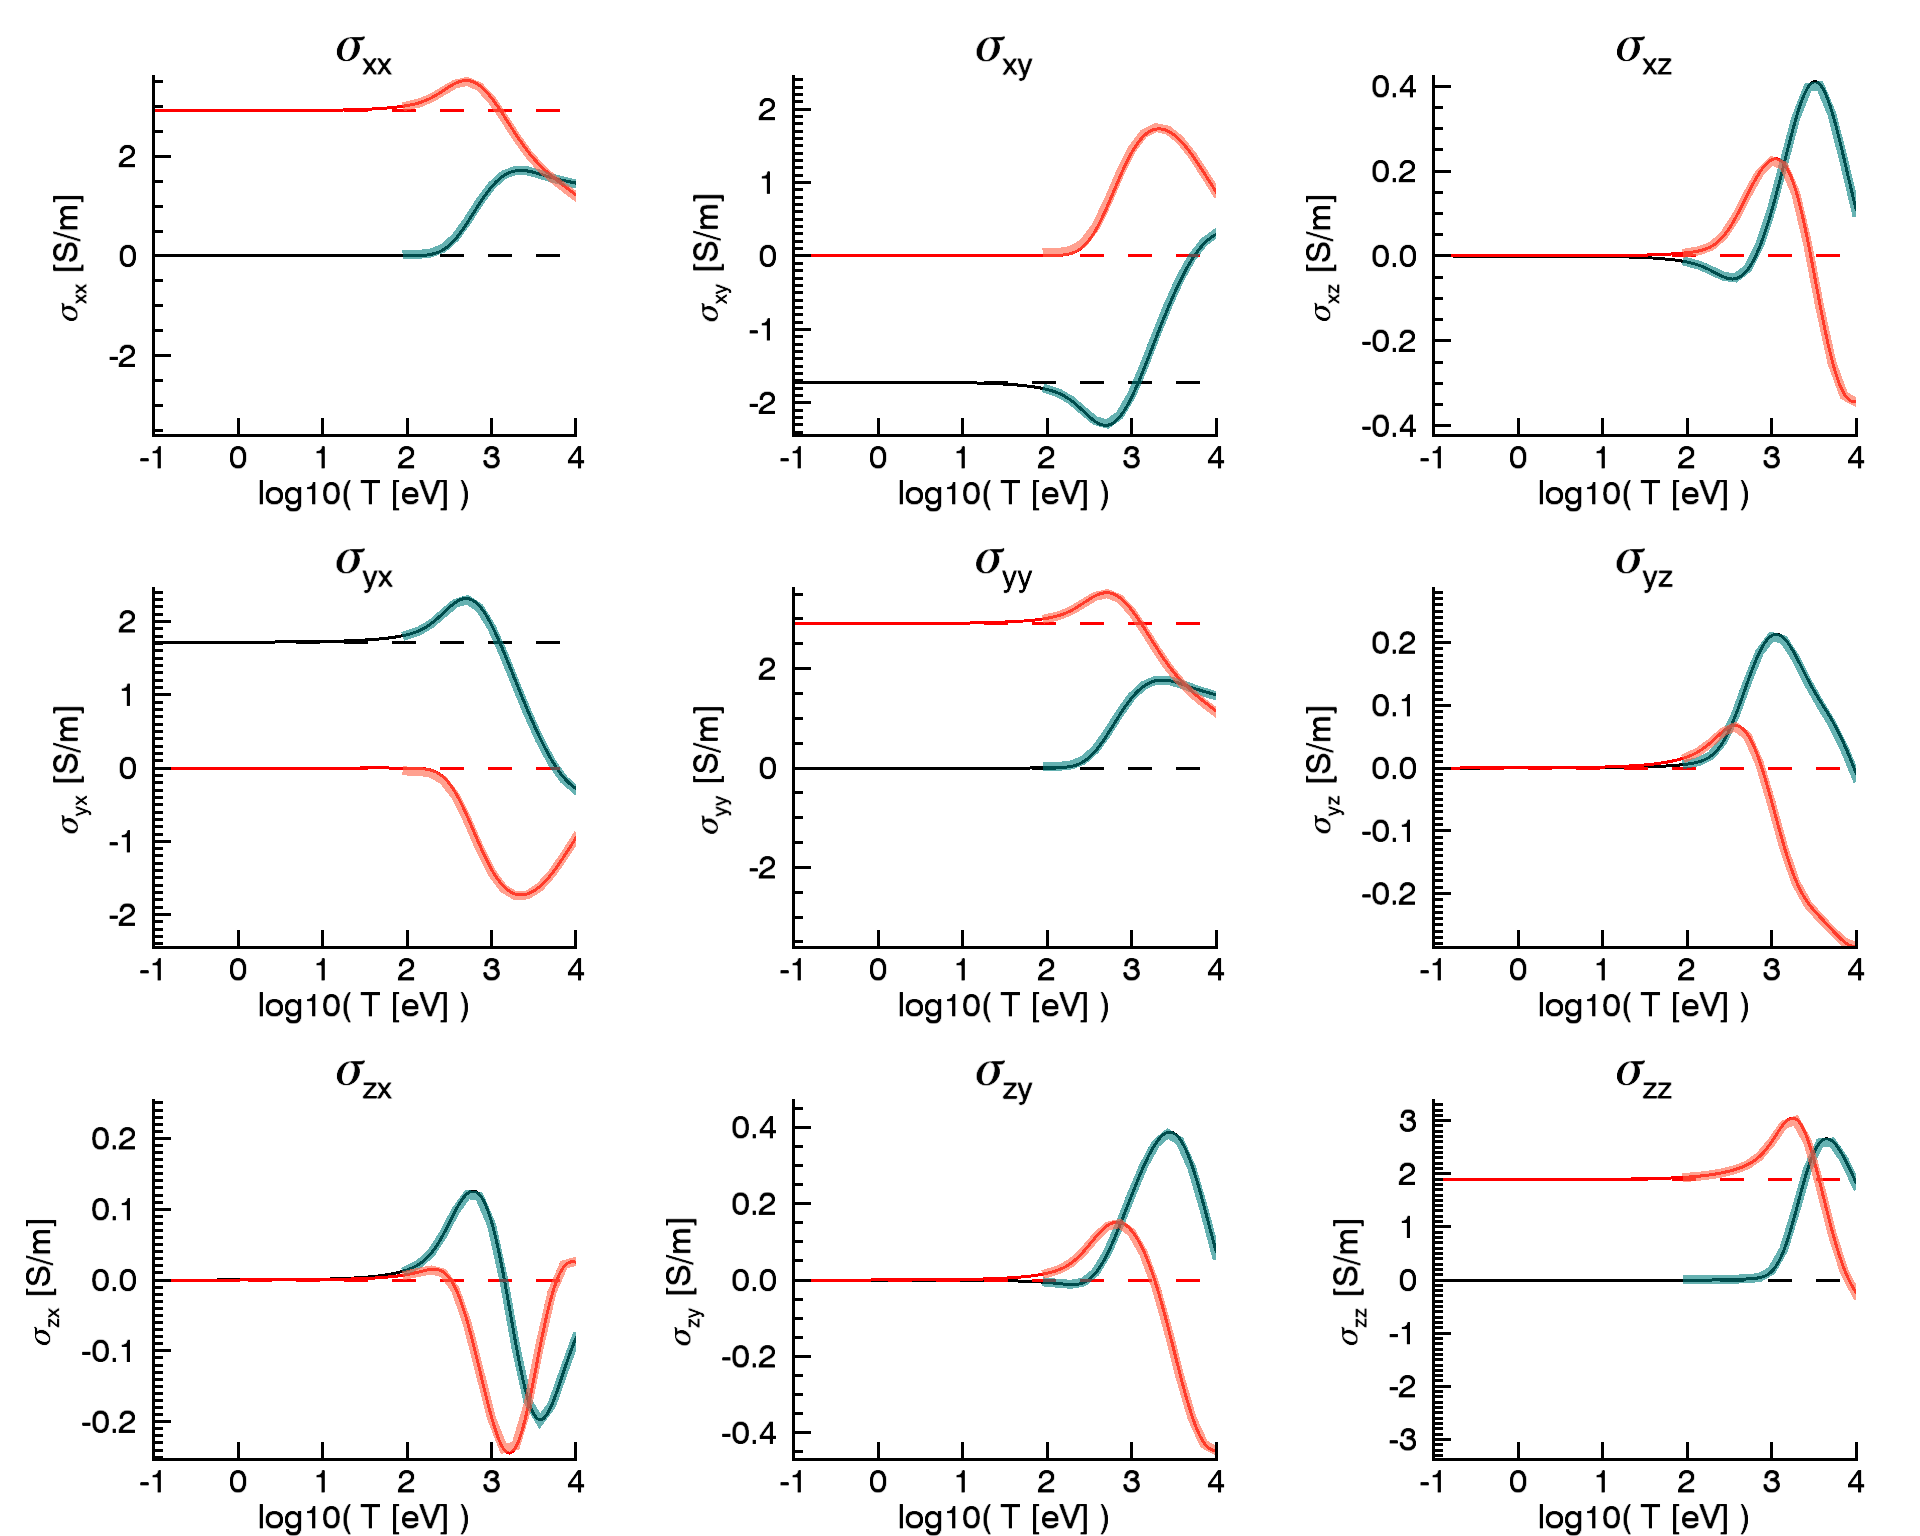 σxx σxy σxz
σxx [S/m]
2
0
-2
-1 0 1 2 3 4
log10( T [eV] )
σxy [S/m]
2
1
0
-1
-2
-1 0 1 2 3 4
log10( T [eV] )
σxz [S/m]
0.4
0.2
0.0
-0.2
-0.4
-1 0 1 2 3 4
log10( T [eV] )
σyx σyy σyz
σyx [S/m]
2
1
0
-1
-2
-1 0 1 2 3 4
log10( T [eV] )
σyy [S/m]
2
0
-2
-1 0 1 2 3 4
log10( T [eV] )
σyz [S/m]
0.2
0.1
0.0
-0.1
-0.2
-1 0 1 2 3 4
log10( T [eV] )
σzx σzy σzz
σzx [S/m]
0.2
0.1
0.0
-0.1
-0.2
-1 0 1 2 3 4
log10( T [eV] )
σzy [S/m]
0.4
0.2
0.0
-0.2
-0.4
-1 0 1 2 3 4
log10( T [eV] )
σzz [S/m]
3
2
1
0
-1
-2
-3
-1 0 1 2 3 4
log10( T [eV] )